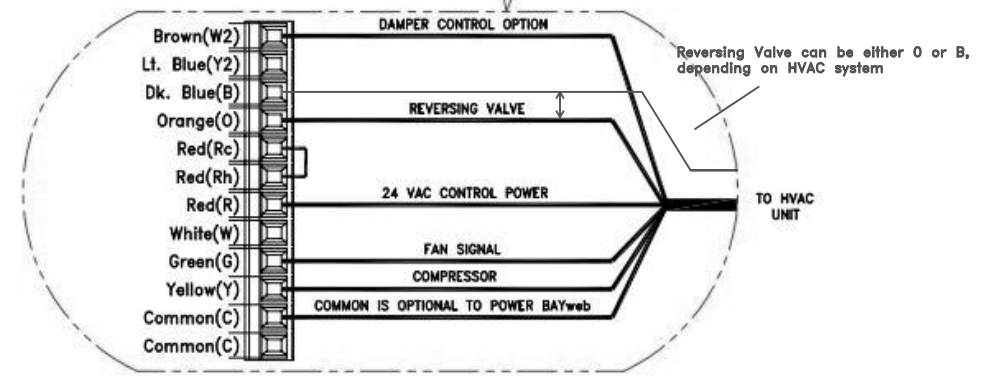 DAMPER CONTROL OPTION
Brown(W2)
Lt. Blue(Y2)
Reversing Valve can be either O or B,
depending on HVAC system
Dk. Blue(B)
REVERSING VALVE
Orange(O)
Red(Rc)
Red(Rh)
24 VAC CONTROL POWER
Red(R)
TO HVAC
UNIT
White(W)
FAN SIGNAL
Green(G)
COMPRESSOR
Yellow(Y)
COMMON IS OPTIONAL TO POWER BAYweb
Common(C)
Common(C)